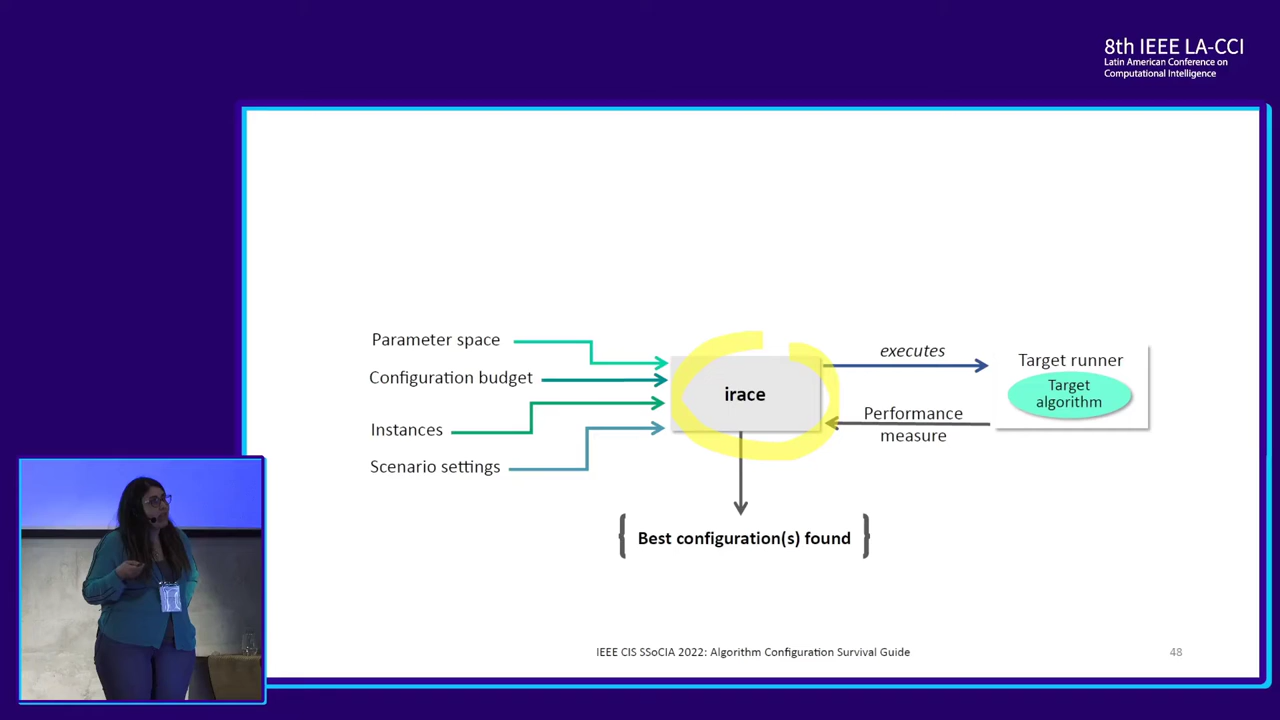 8th IEEE LA-CCI
Latin American Conference on
Computational Intelligence
Parameter space
Configuration budget
Instances
Scenario settings
irace
executes
Performance
measure
Target runner
Target
algorithm
{ Best configuration(s) found }
IEEE CIS SSoCIA 2022: Algorithm Configuration Survival Guide
48